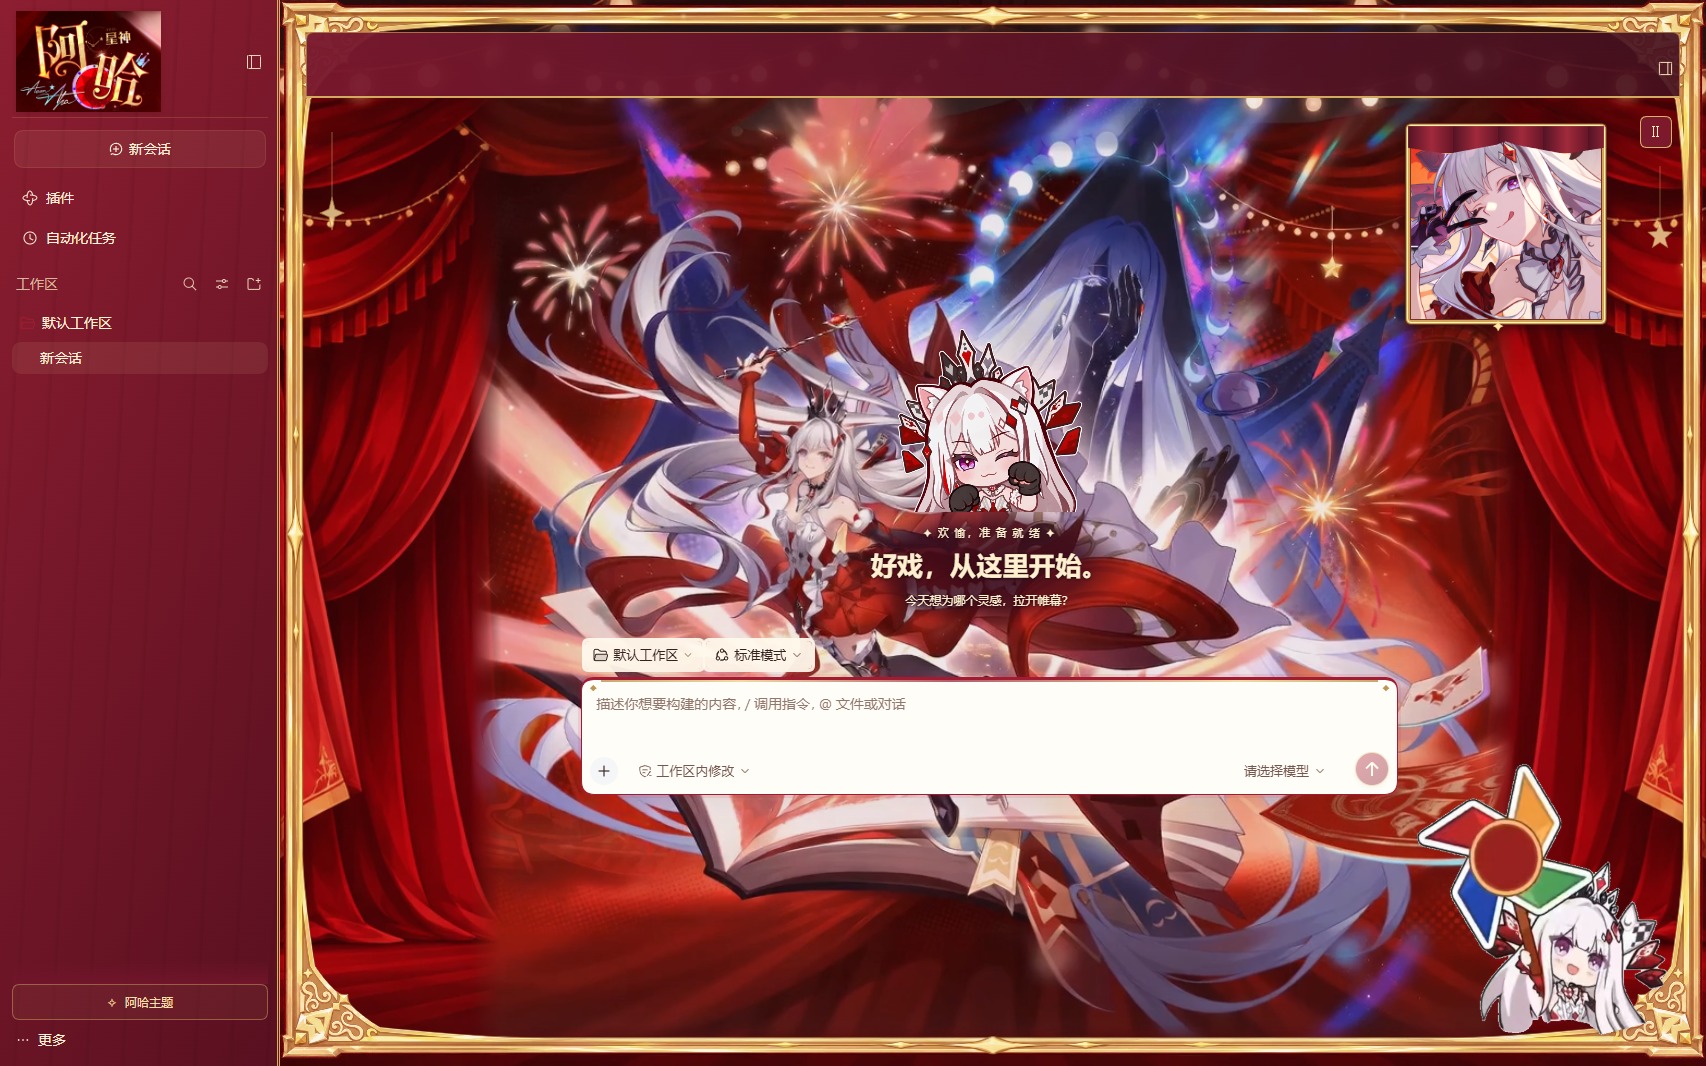 阿哈
星神
新会话
插件
自动化任务
工作区
默认工作区
新会话
阿哈主题
更多
II
欢愉，准备就绪
好戏，从这里开始。
今天想为哪个灵感，拉开帷幕？
默认工作区
标准模式
描述你想要构建的内容, / 调用指令, @ 文件或对话
工作区内修改
请选择模型